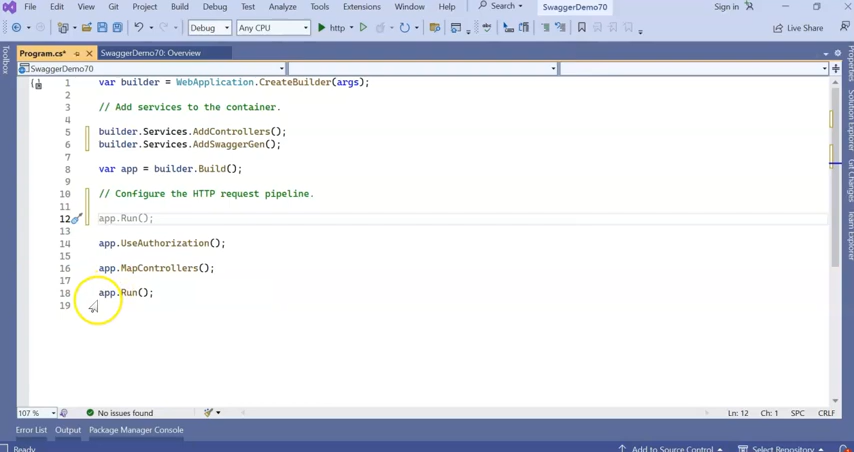 File Edit View Git Project Build Debug Test Analyze Tools Extensions Window Help Search SwaggerDemo70 Sign in
Debug Any CPU http Live Share
Program.cs* SwaggerDemo70: Overview
SwaggerDemo70
1 var builder = WebApplication.CreateBuilder(args);
2
3 // Add services to the container.
4
5 builder.Services.AddControllers();
6 builder.Services.AddSwaggerGen();
7
8 var app = builder.Build();
9
10 // Configure the HTTP request pipeline.
11
12 app.Run();
13
14 app.UseAuthorization();
15
16 app.MapControllers();
17
18 app.Run();
19
107 % No issues found Ln: 12 Ch: 1 SPC CRLF
Error List Output Package Manager Console
Ready Add to Source Control Select Repository
Toolbox
Properties
Solution Explorer
Git Changes
Team Explorer